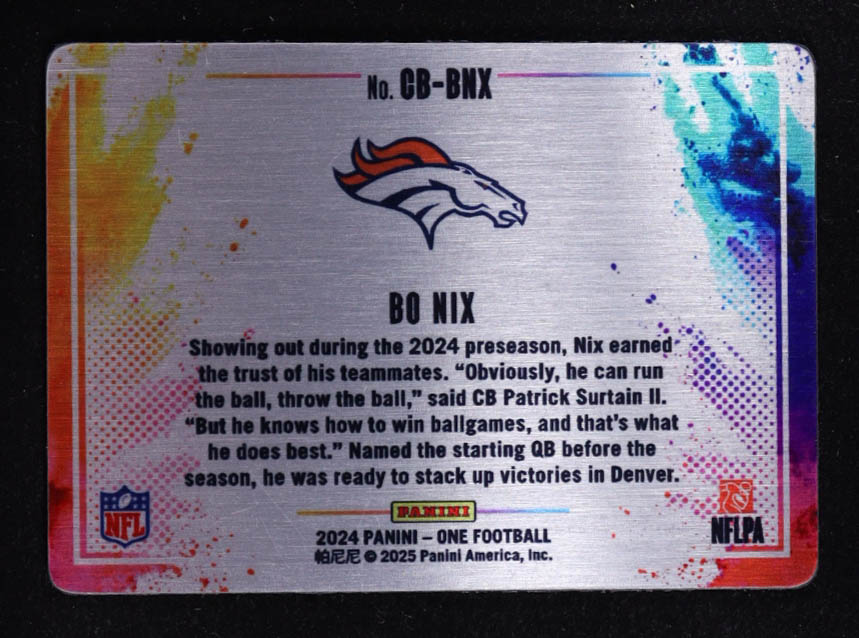 No. CB-BNX
BO NIX
Showing out during the 2024 preseason, Nix earned
the trust of his teammates. “Obviously, he can run
the ball, throw the ball,” said CB Patrick Surtain II.
“But he knows how to win ballgames, and that’s what
he does best.” Named the starting QB before the
season, he was ready to stack up victories in Denver.
NFL
PANINI
NFLPA
2024 PANINI – ONE FOOTBALL
帕尼尼 © 2025 Panini America, Inc.